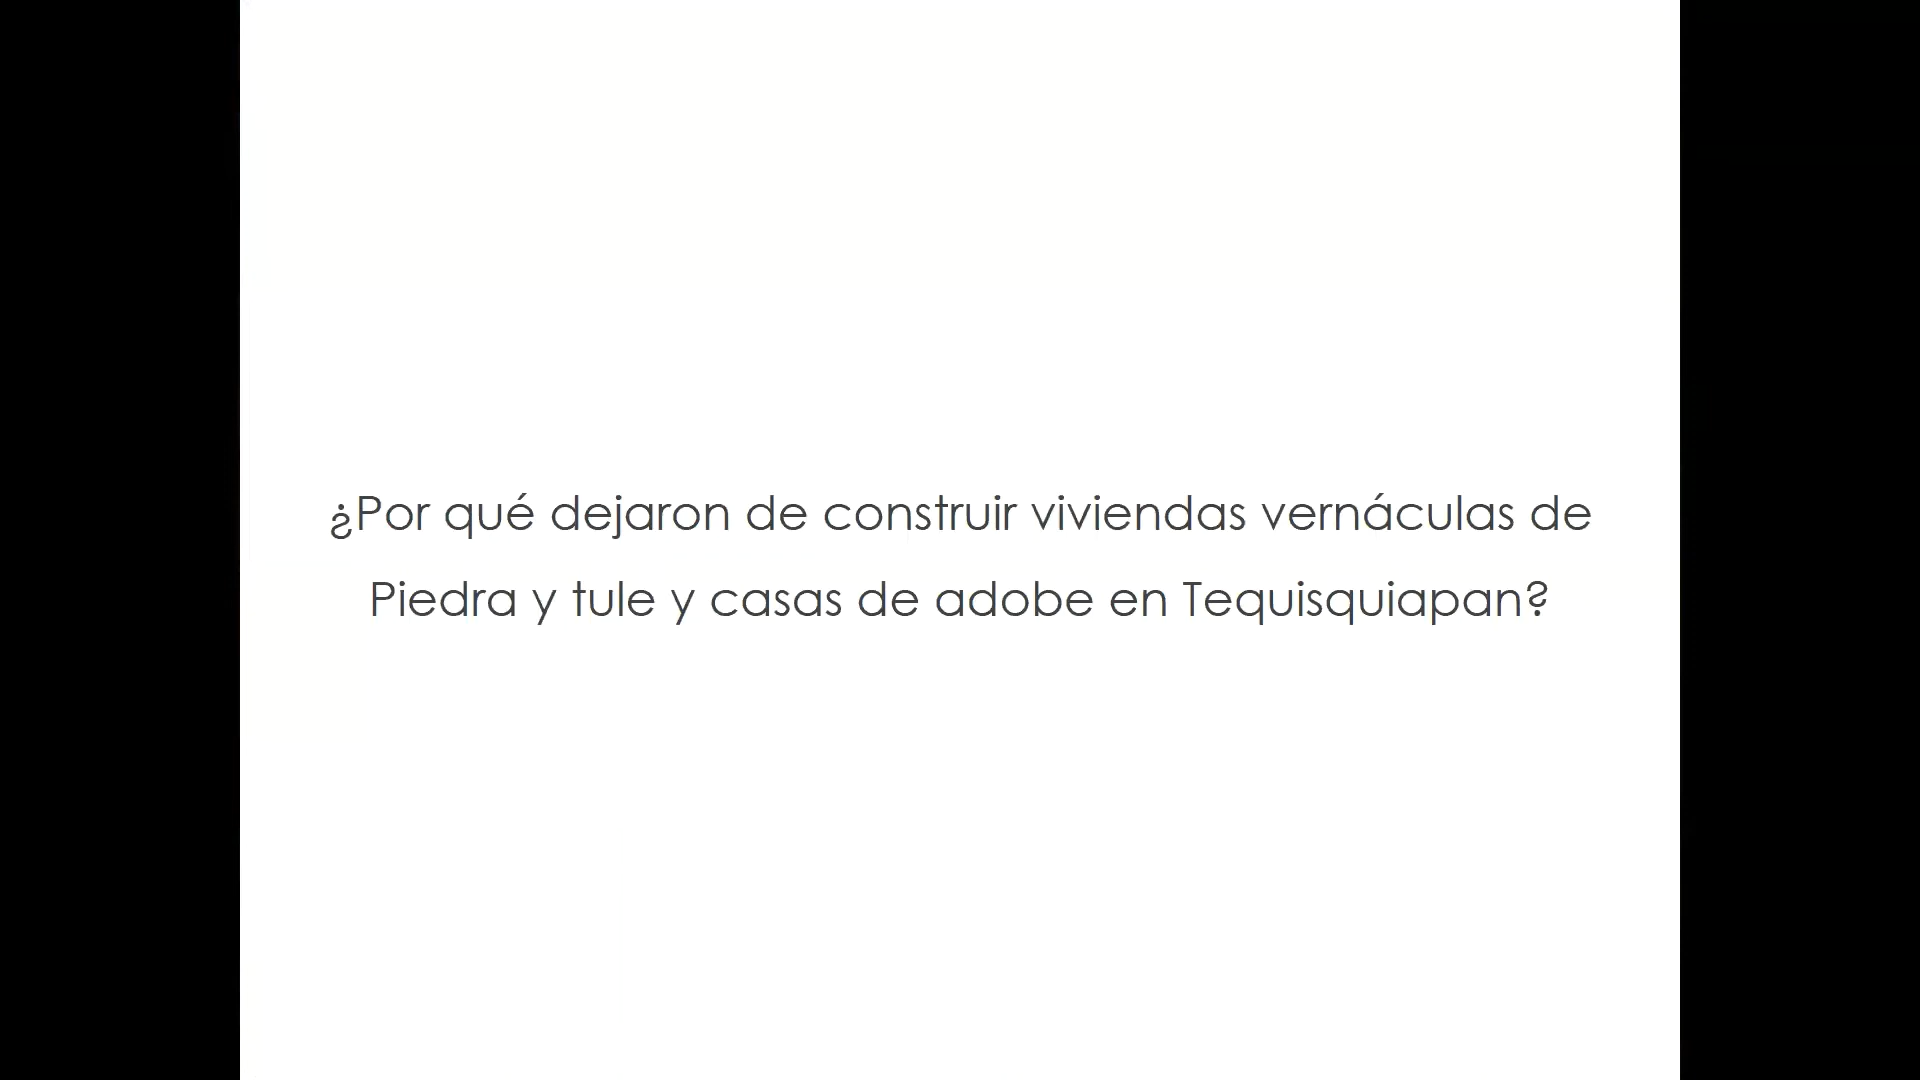 ¿Por qué dejaron de construir viviendas vernáculas de
Piedra y tule y casas de adobe en Tequisquiapan?